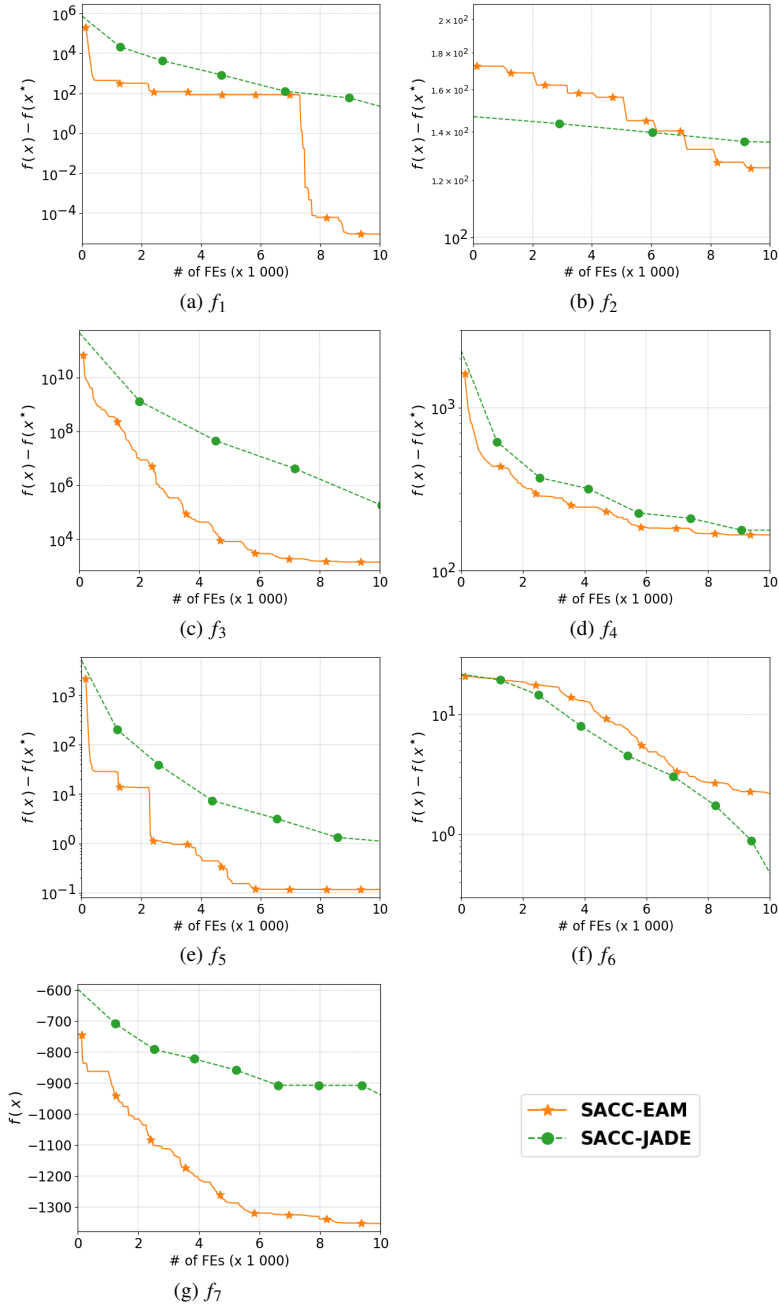 10^6
10^4
10^2
10^0
10^-2
10^-4
f(x) − f(x*)
0 2 4 6 8 10
# of FEs (x 1 000)
(a) f1
2 × 10^2
1.8 × 10^2
1.6 × 10^2
1.4 × 10^2
1.2 × 10^2
10^2
f(x) − f(x*)
0 2 4 6 8 10
# of FEs (x 1 000)
(b) f2
10^10
10^8
10^6
10^4
f(x) − f(x*)
0 2 4 6 8 10
# of FEs (x 1 000)
(c) f3
10^3
10^2
f(x) − f(x*)
0 2 4 6 8 10
# of FEs (x 1 000)
(d) f4
10^3
10^2
10^1
10^0
10^-1
f(x) − f(x*)
0 2 4 6 8 10
# of FEs (x 1 000)
(e) f5
10^1
10^0
f(x) − f(x*)
0 2 4 6 8 10
# of FEs (x 1 000)
(f) f6
−600
−700
−800
−900
−1000
−1100
−1200
−1300
f(x)
0 2 4 6 8 10
# of FEs (x 1 000)
(g) f7
SACC-EAM
SACC-JADE